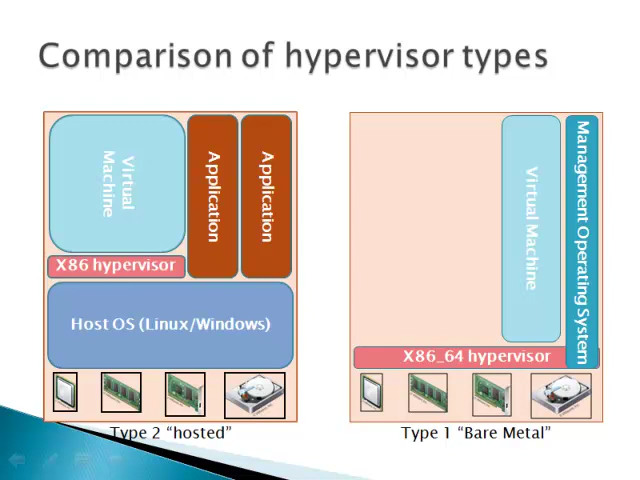 Comparison of hypervisor types
Virtual
Machine
Application
Application
X86 hypervisor
Host OS (Linux/Windows)
Type 2 “hosted”
Virtual Machine
Management Operating System
X86_64 hypervisor
Type 1 “Bare Metal”